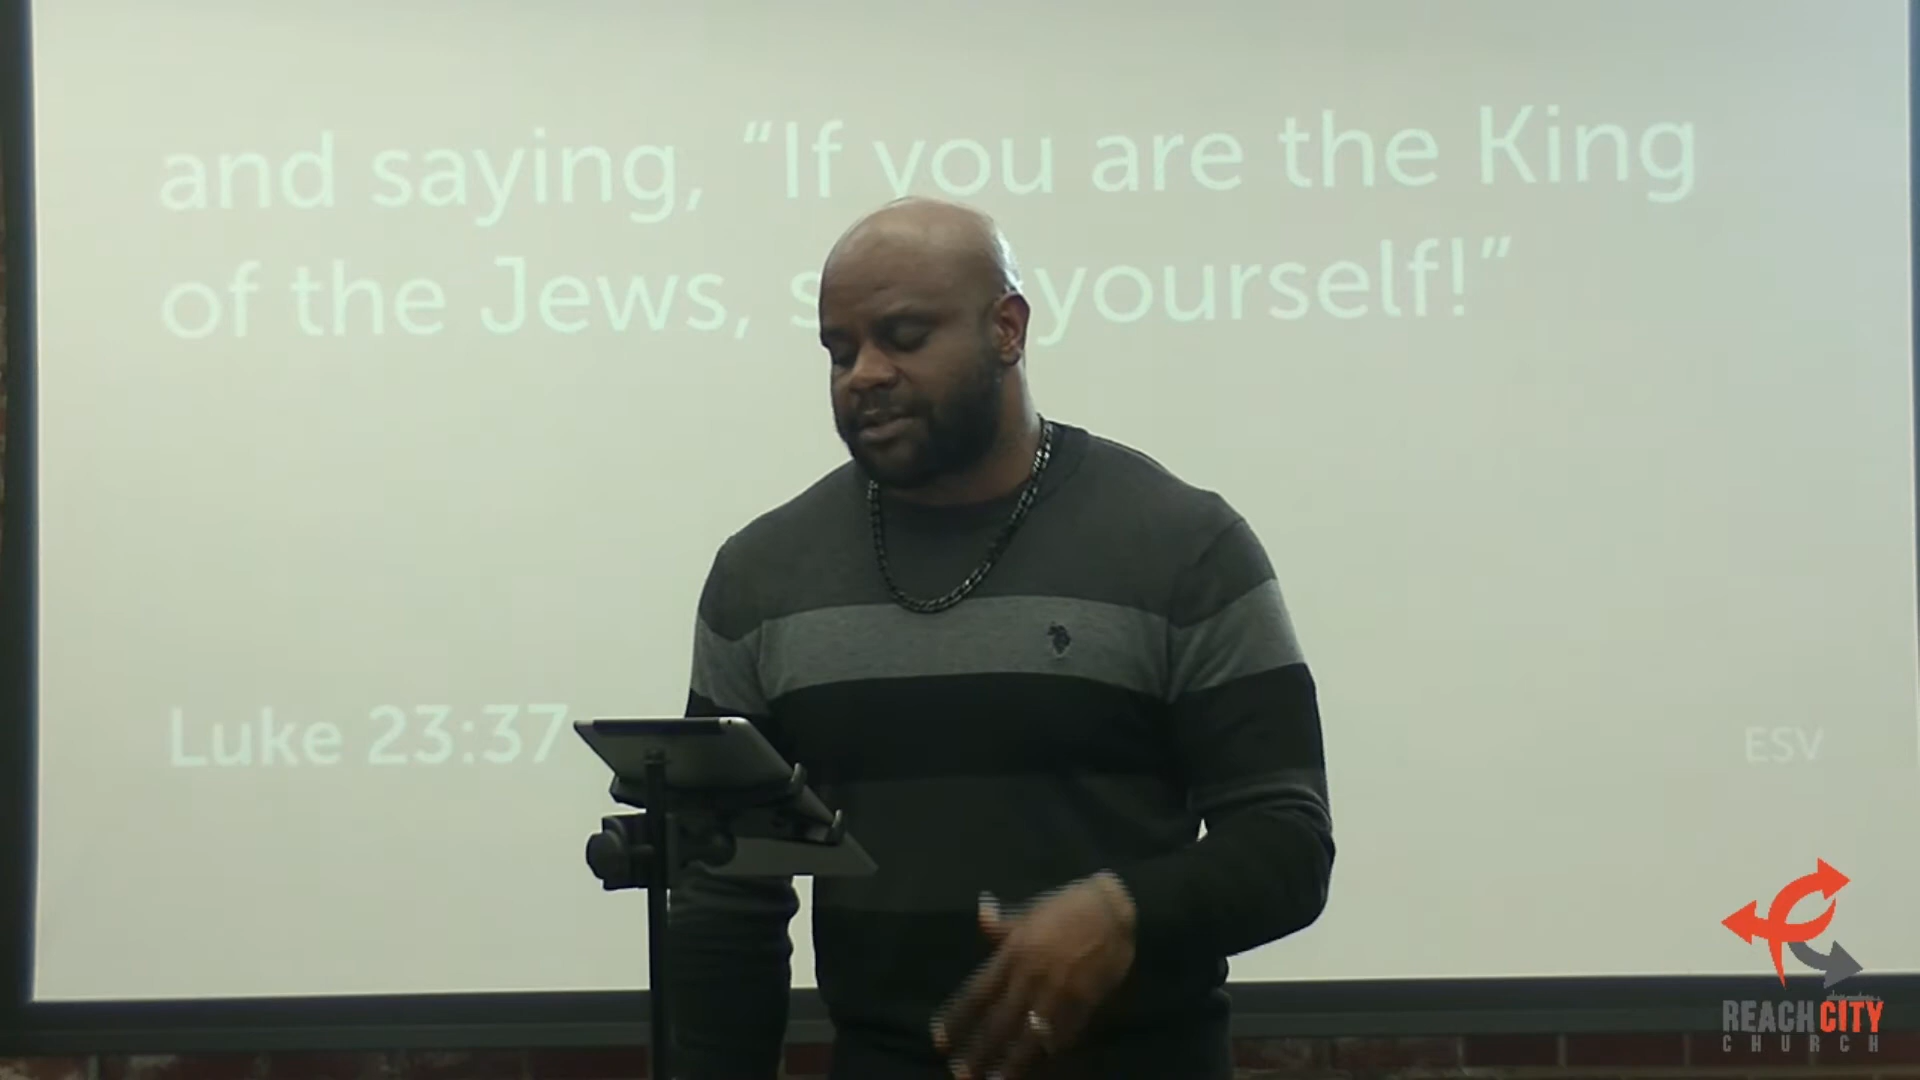 and saying, “If you are the King
of the Jews, yourself!”
Luke 23:37
ESV
REACH CITY
CHURCH